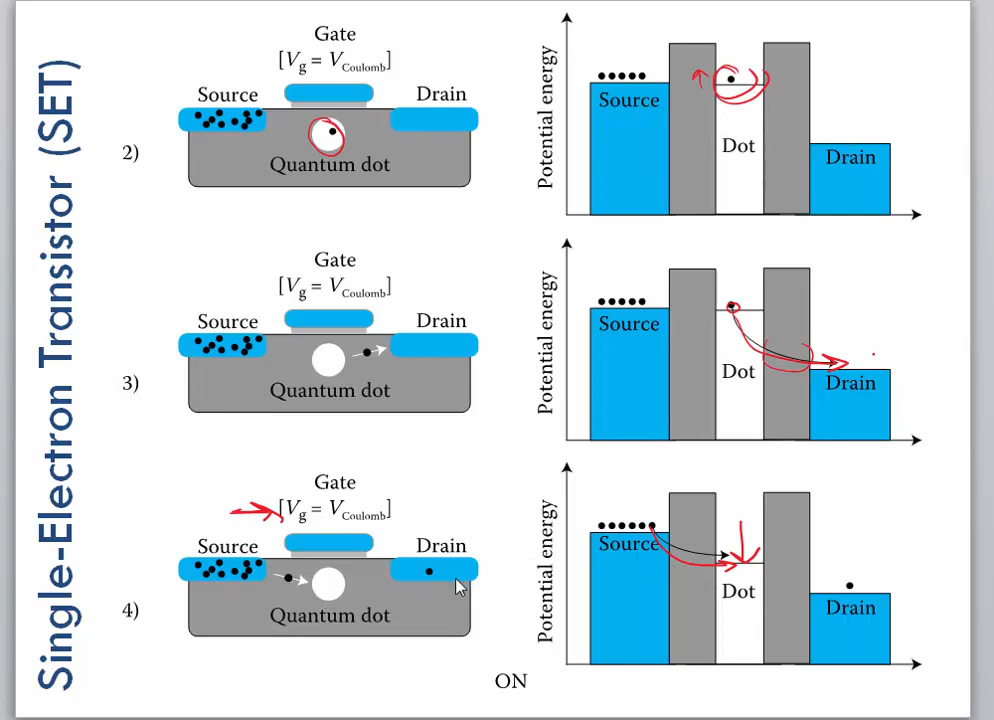 Single-Electron Transistor (SET)
Gate
[Vg = VCoulomb]
Source
Drain
2)
Quantum dot
Potential energy
Source
Dot
Drain
Gate
[Vg = VCoulomb]
Source
Drain
3)
Quantum dot
Potential energy
Source
Dot
Drain
Gate
[Vg = VCoulomb]
Source
Drain
4)
Quantum dot
Potential energy
Source
Dot
Drain
ON